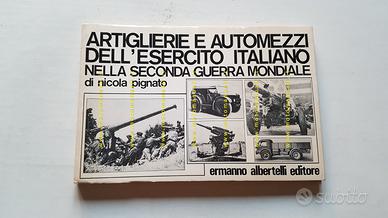 ARTIGLIERIE E AUTOMEZZI
DELL'ESERCITO ITALIANO
NELLA SECONDA GUERRA MONDIALE
di nicola pignato
ermanno albertelli editore
subito